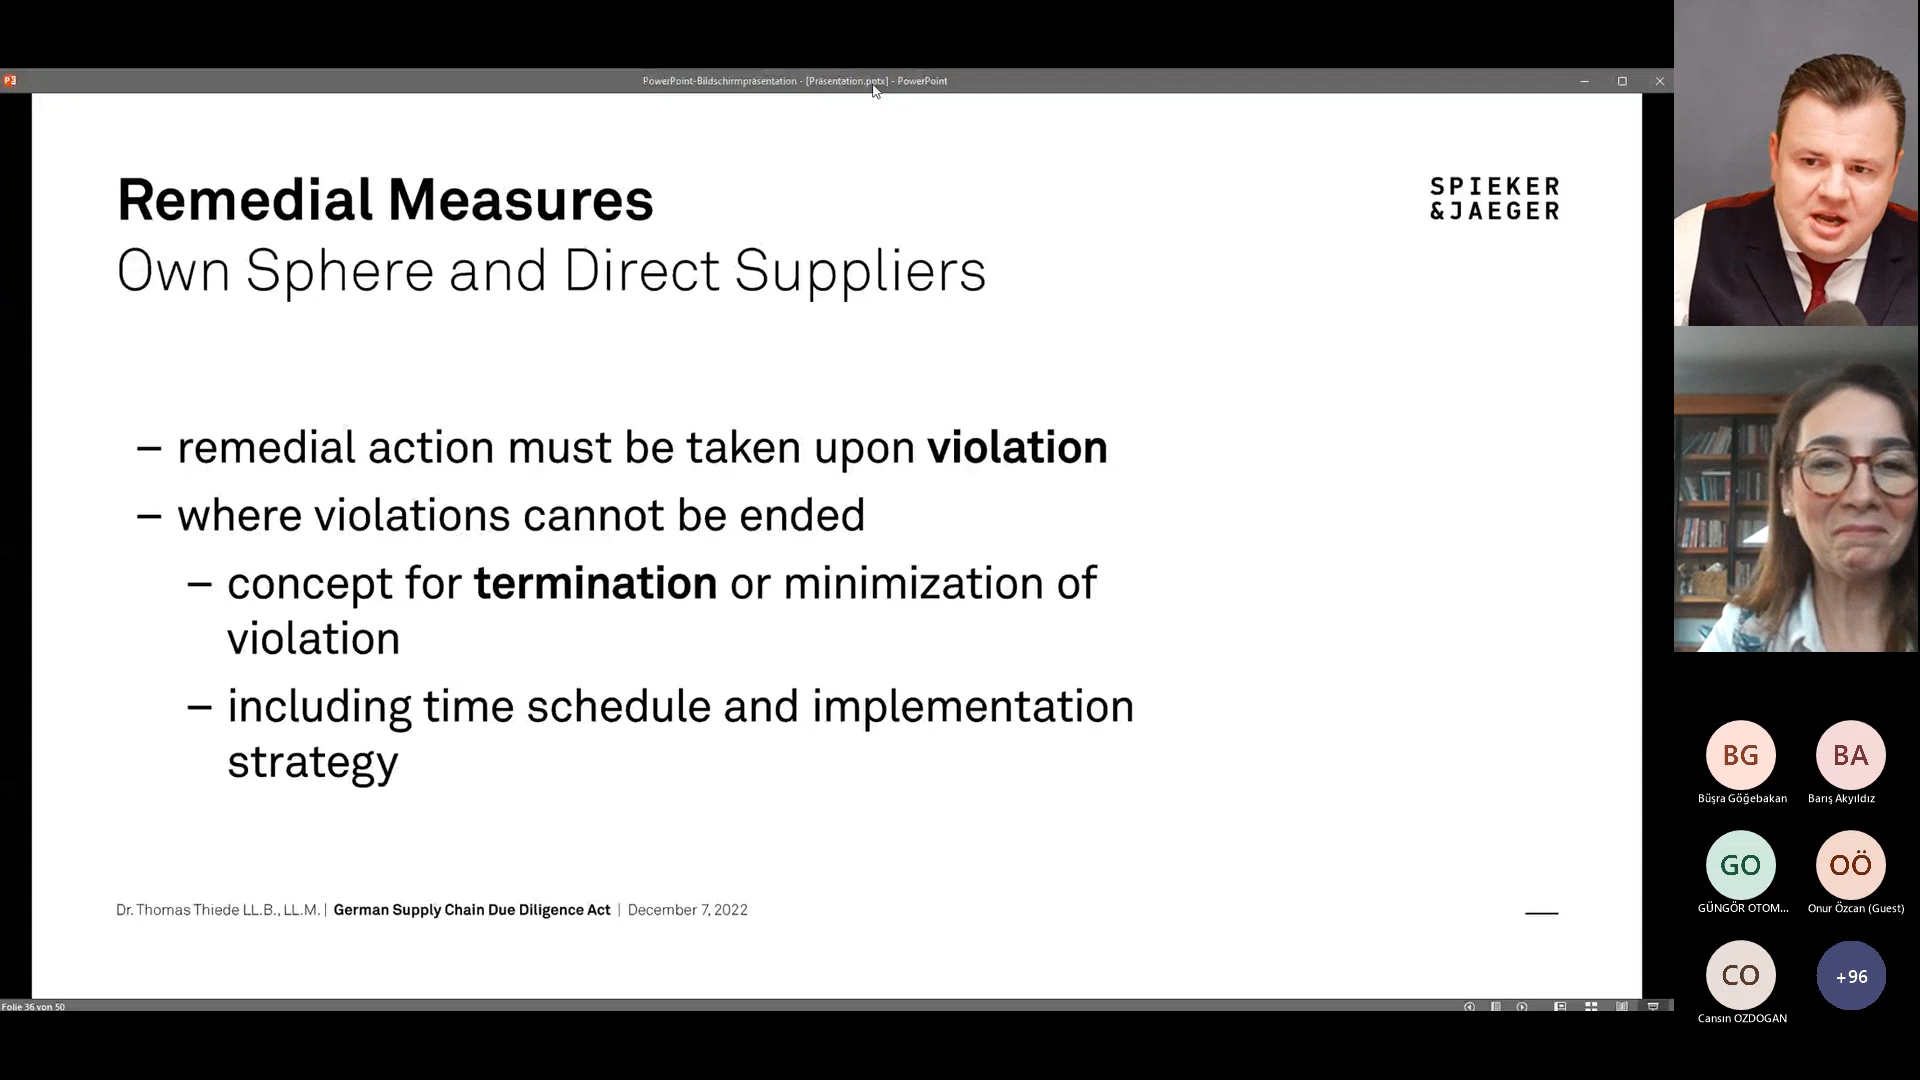 PowerPoint-Bildschirmpräsentation - [Präsentation.pptx] - PowerPoint
Remedial Measures
Own Sphere and Direct Suppliers
SPIEKER
&JAEGER
– remedial action must be taken upon violation
– where violations cannot be ended
– concept for termination or minimization of
violation
– including time schedule and implementation
strategy
Dr. Thomas Thiede LL.B., LL.M. | German Supply Chain Due Diligence Act | December 7, 2022
Folie 36 von 50
BG
Büşra Göğebakan
BA
Barış Akyıldız
GO
GÜNGÖR OTOM...
OÖ
Onur Özcan (Guest)
CO
Cansın OZDOGAN
+96